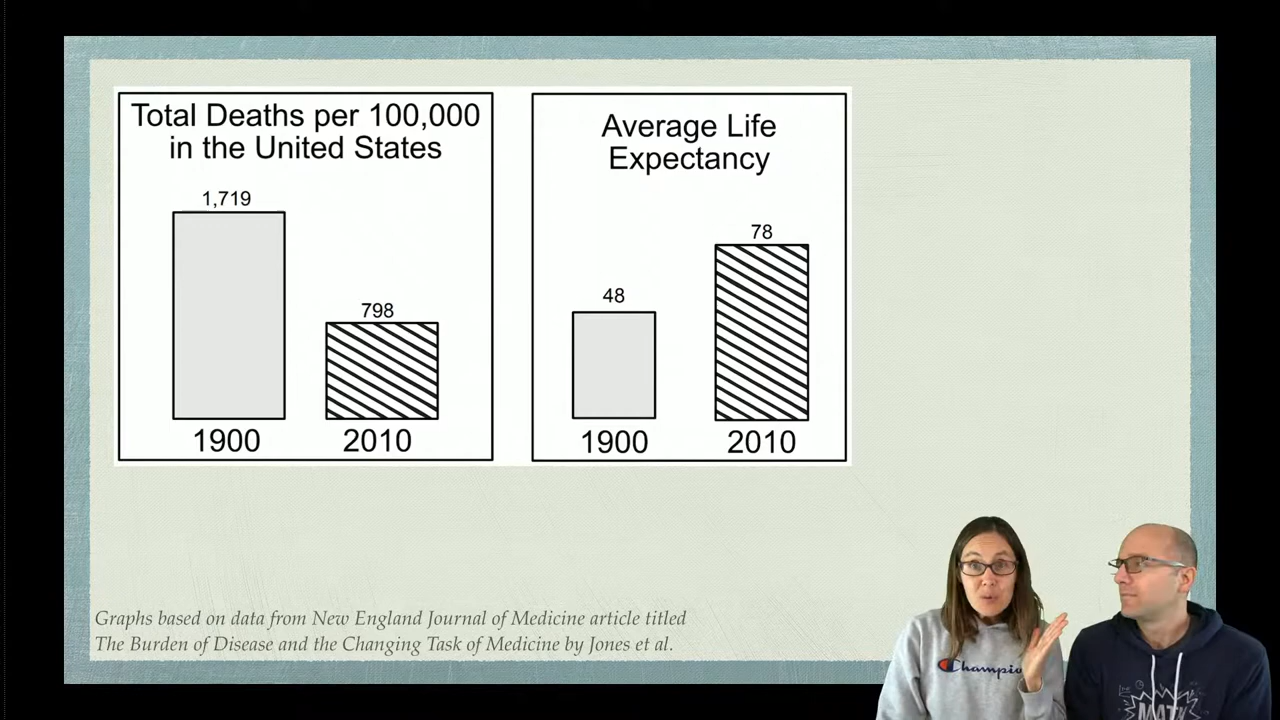 Total Deaths per 100,000
in the United States
1,719
798
1900
2010
Average Life
Expectancy
48
78
1900
2010
Graphs based on data from New England Journal of Medicine article titled
The Burden of Disease and the Changing Task of Medicine by Jones et al.
Champio
MATH